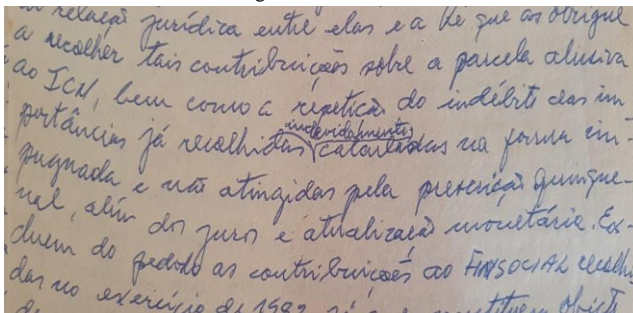 relação jurídica entre elas e a Ré que as obrigue
a recolher tais contribuições sobre a parcela alusiva
ao ICM, bem como a repetição do indébito das im
portâncias já recolhidas indevidamente, calculadas na forma im-
pugnada e não atingidas pela prescrição quinque-
nal, além dos juros e atualização monetária. Ex-
cluem do pedido as contribuições ao FINSOCIAL recolhi
das no exercício de 1982